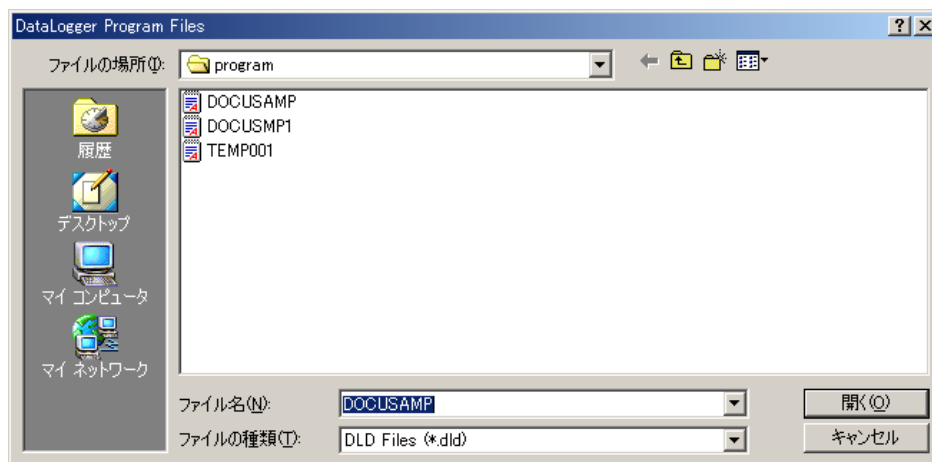 DataLogger Program Files
ファイルの場所(I):
program
履歴
デスクトップ
マイ コンピュータ
マイ ネットワーク
DOCUSAMP
DOCUSMP1
TEMP001
ファイル名(N):
DOCUSAMP
開く(O)
ファイルの種類(T):
DLD Files (*.dld)
キャンセル